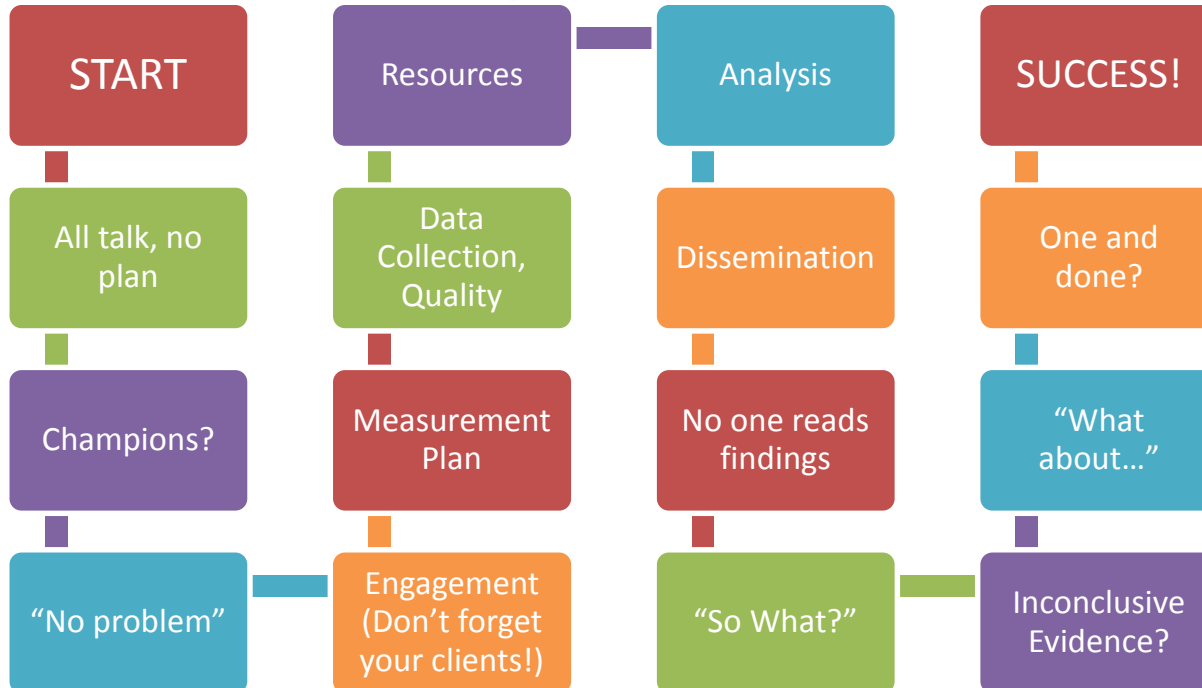 START
All talk, no
plan
Champions?
“No problem”
Engagement
(Don’t forget
your clients!)
Measurement
Plan
Data
Collection,
Quality
Resources
Analysis
Dissemination
No one reads
findings
“So What?”
Inconclusive
Evidence?
“What
about…”
One and
done?
SUCCESS!